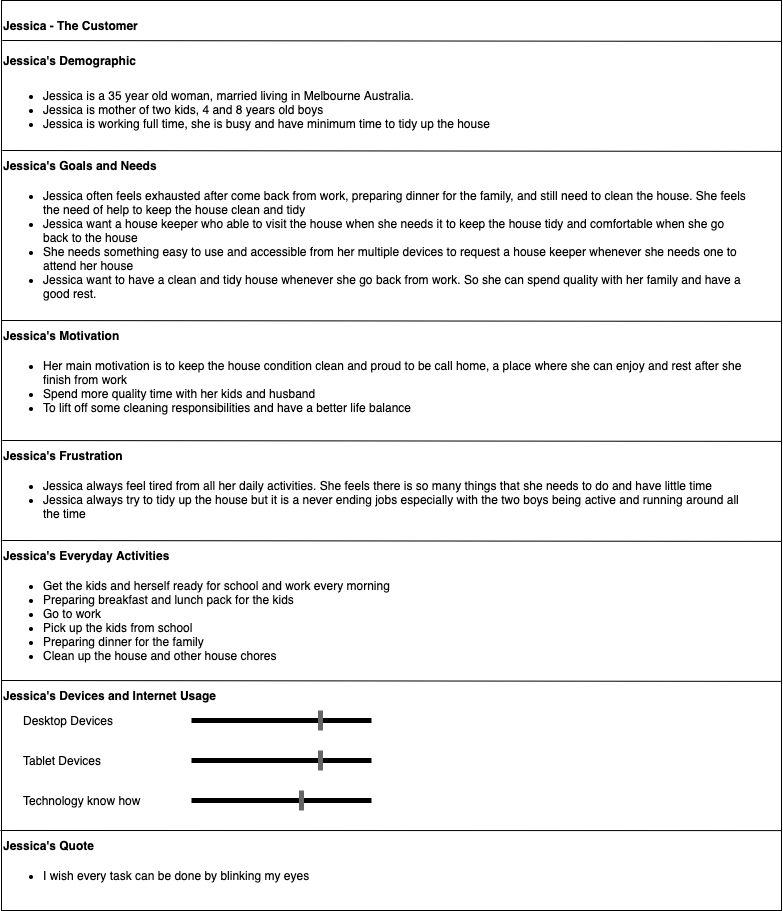 Jessica - The Customer
Jessica's Demographic
• Jessica is a 35 year old woman, married living in Melbourne Australia.
• Jessica is mother of two kids, 4 and 8 years old boys
• Jessica is working full time, she is busy and have minimum time to tidy up the house
Jessica's Goals and Needs
• Jessica often feels exhausted after come back from work, preparing dinner for the family, and still need to clean the house. She feels
the need of help to keep the house clean and tidy
• Jessica want a house keeper who able to visit the house when she needs it to keep the house tidy and comfortable when she go
back to the house
• She needs something easy to use and accessible from her multiple devices to request a house keeper whenever she needs one to
attend her house
• Jessica want to have a clean and tidy house whenever she go back from work. So she can spend quality with her family and have a
good rest.
Jessica's Motivation
• Her main motivation is to keep the house condition clean and proud to be call home, a place where she can enjoy and rest after she
finish from work
• Spend more quality time with her kids and husband
• To lift off some cleaning responsibilities and have a better life balance
Jessica's Frustration
• Jessica always feel tired from all her daily activities. She feels there is so many things that she needs to do and have little time
• Jessica always try to tidy up the house but it is a never ending jobs especially with the two boys being active and running around all
the time
Jessica's Everyday Activities
• Get the kids and herself ready for school and work every morning
• Preparing breakfast and lunch pack for the kids
• Go to work
• Pick up the kids from school
• Preparing dinner for the family
• Clean up the house and other house chores
Jessica's Devices and Internet Usage
Desktop Devices
Tablet Devices
Technology know how
Jessica's Quote
• I wish every task can be done by blinking my eyes